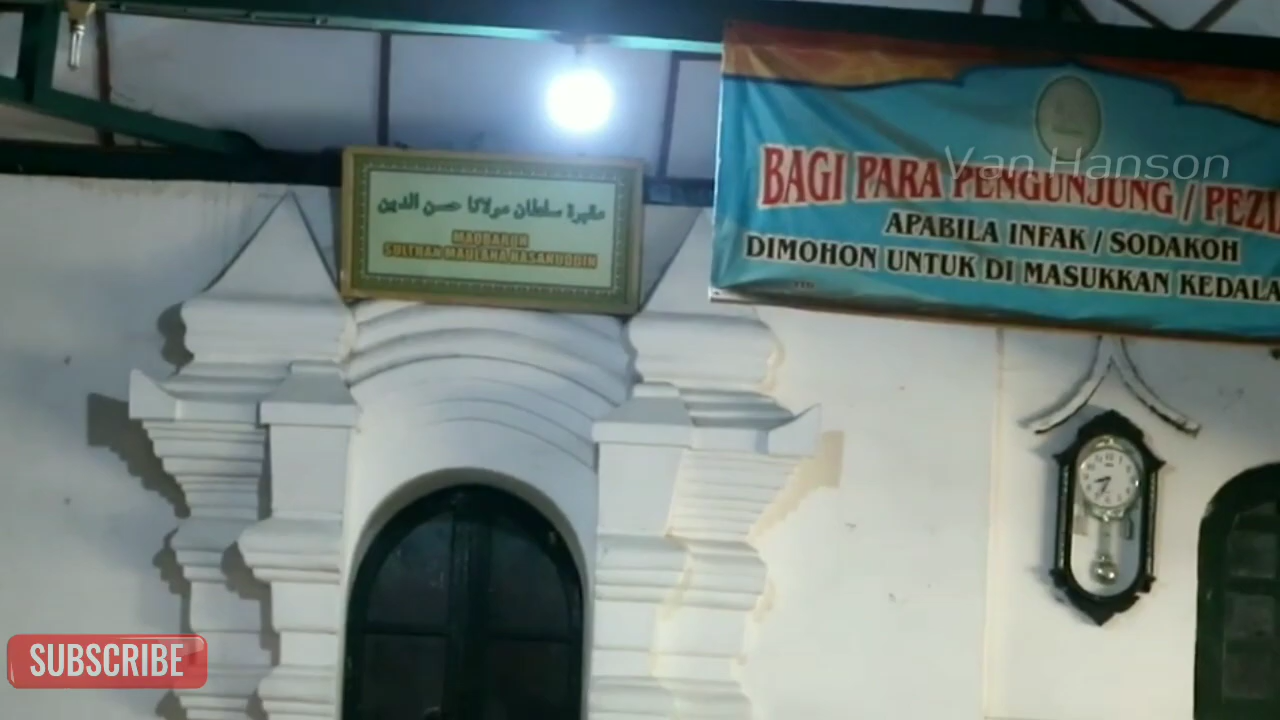 مقبرة سلطان مولانا حسن الدين
MAQBAROH
SULTHAN MAULANA HASANUDDIN
BAGI PARA PENGUNJUNG / PEZI
APABILA INFAK / SODAKOH
DIMOHON UNTUK DI MASUKKAN KEDALA
Van Hanson
SUBSCRIBE